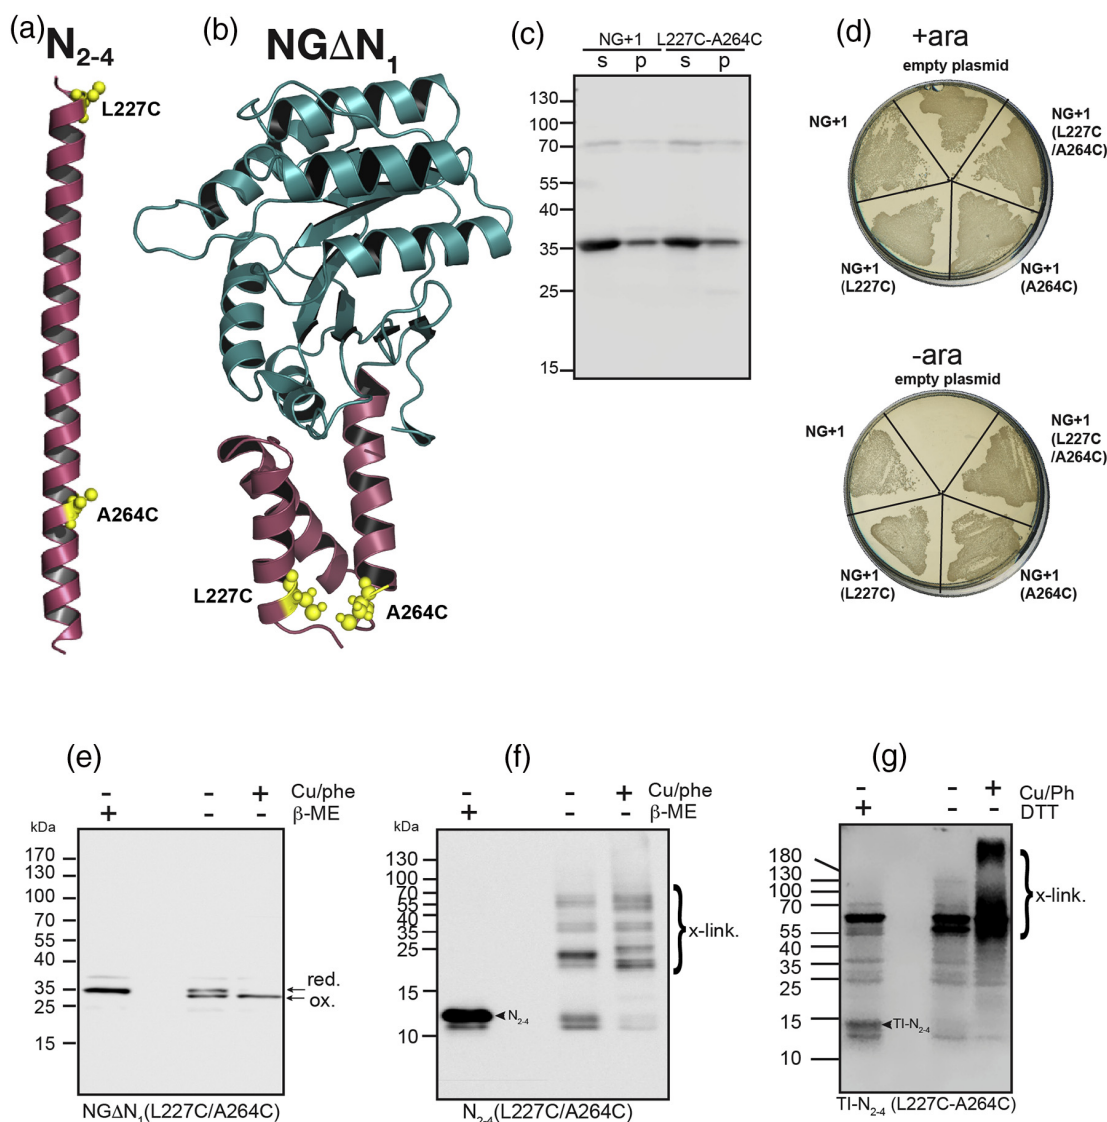 (a)
N2-4
L227C
A264C
(b)
NGΔN1
L227C
A264C
(c)
NG+1 L227C-A264C
s p s p
130
100
70
55
40
35
25
15
(d)
+ara
empty plasmid
NG+1
NG+1
(L227C
/A264C)
NG+1
(L227C)
NG+1
(A264C)
-ara
empty plasmid
NG+1
NG+1
(L227C
/A264C)
NG+1
(L227C)
NG+1
(A264C)
(e)
- - + Cu/phe
+ - - β-ME
kDa
170
130
100
70
55
40
35
25
15
red.
ox.
NGΔN1(L227C/A264C)
(f)
- - + Cu/phe
+ - - β-ME
kDa
130
100
70
55
40
35
25
15
10
x-link.
N2-4
N2-4(L227C/A264C)
(g)
- - + Cu/Ph
+ - - DTT
180
130
100
70
55
40
35
25
15
10
x-link.
TI-N2-4
TI-N2-4 (L227C-A264C)